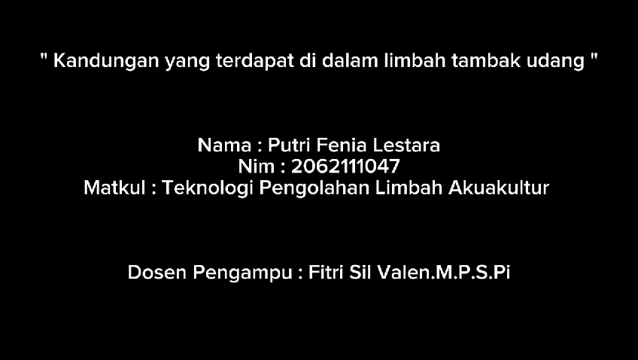 " Kandungan yang terdapat di dalam limbah tambak udang "
Nama : Putri Fenia Lestara
Nim : 2062111047
Matkul : Teknologi Pengolahan Limbah Akuakultur
Dosen Pengampu : Fitri Sil Valen.M.P.S.Pi